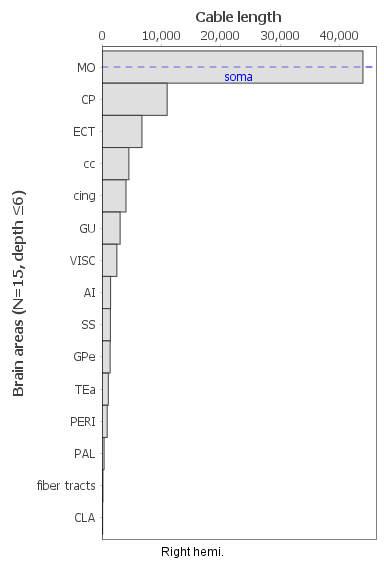 Cable length
0 10,000 20,000 30,000 40,000
MO
soma
CP
ECT
cc
cing
GU
VISC
AI
SS
GPe
TEa
PERI
PAL
fiber tracts
CLA
Brain areas (N=15, depth ≤6)
Right hemi.